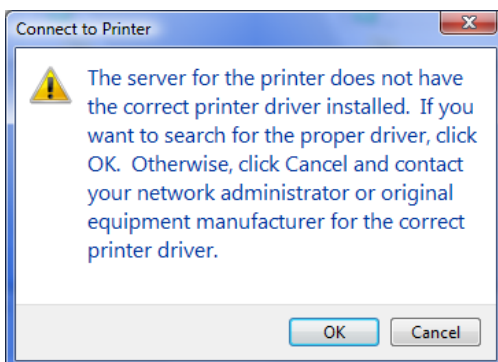 Connect to Printer
The server for the printer does not have
the correct printer driver installed. If you
want to search for the proper driver, click
OK. Otherwise, click Cancel and contact
your network administrator or original
equipment manufacturer for the correct
printer driver.
OK Cancel